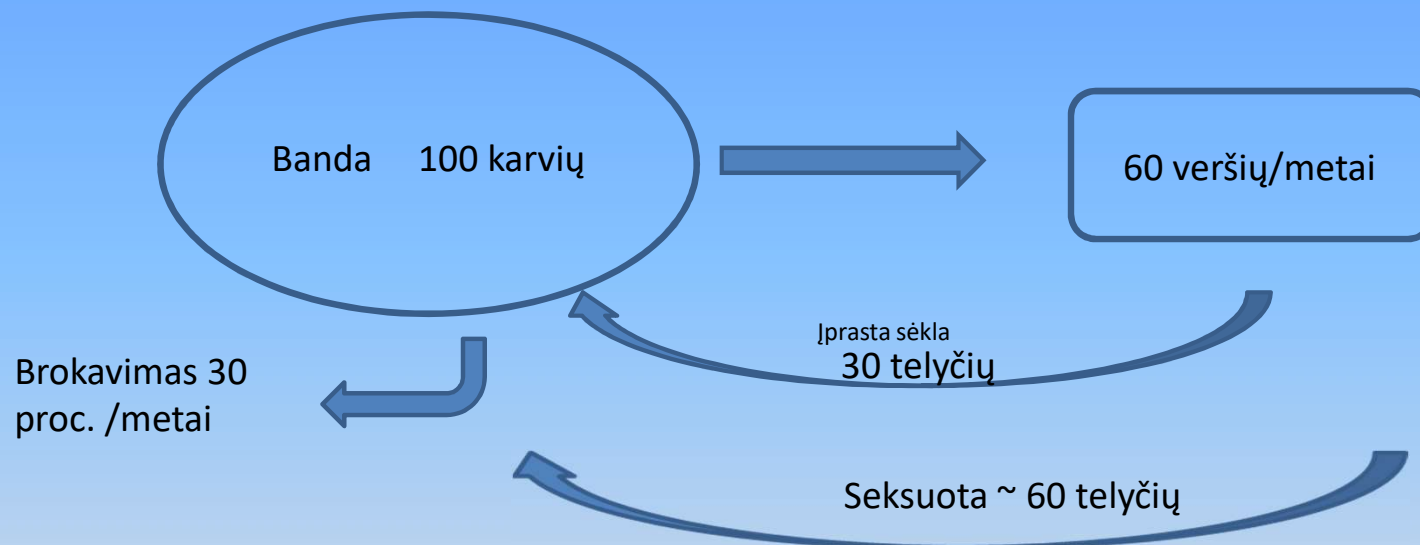 Banda 100 karvių
60 veršių/metai
Įprasta sėkla
30 telyčių
Brokavimas 30
proc. /metai
Seksuota ~ 60 telyčių